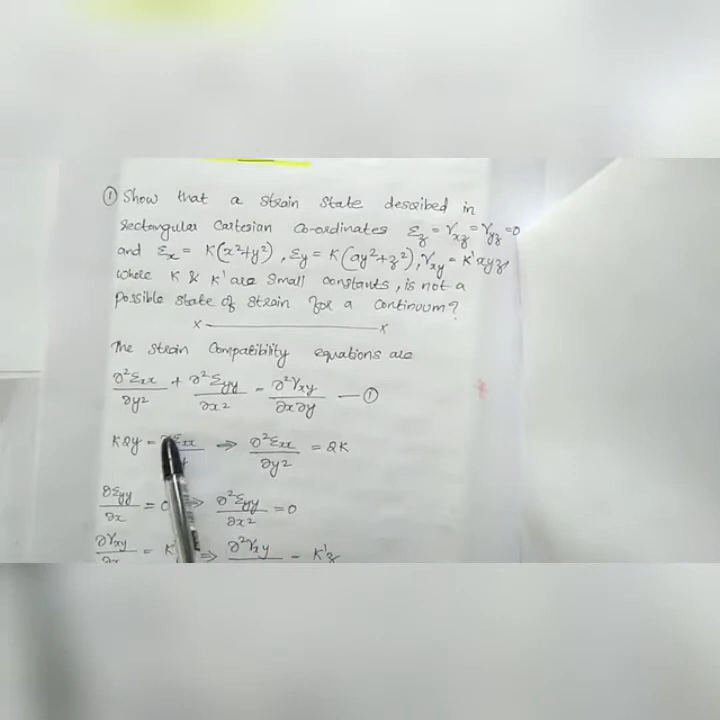 ① Show that a strain state described in
rectangular Cartesian Co-ordinates ε_z = γ_xz = γ_yz = 0
and ε_x = K(x²+y²), ε_y = K(ay²+z²), γ_xy = K'xyz,
where K & K' are small constants, is not a
possible state of strain for a continuum?
x ——— x
The strain Compatibility equations are
∂²ε_xx/∂y² + ∂²ε_yy/∂x² = ∂²γ_xy/∂x∂y — ①
K2y = ∂ε_xx/ ⇒ ∂²ε_xx/∂y² = 2K
∂ε_yy/∂x = 0 ⇒ ∂²ε_yy/∂x² = 0
∂γ_xy/∂x = K' ⇒ ∂²γ_xy = K'z